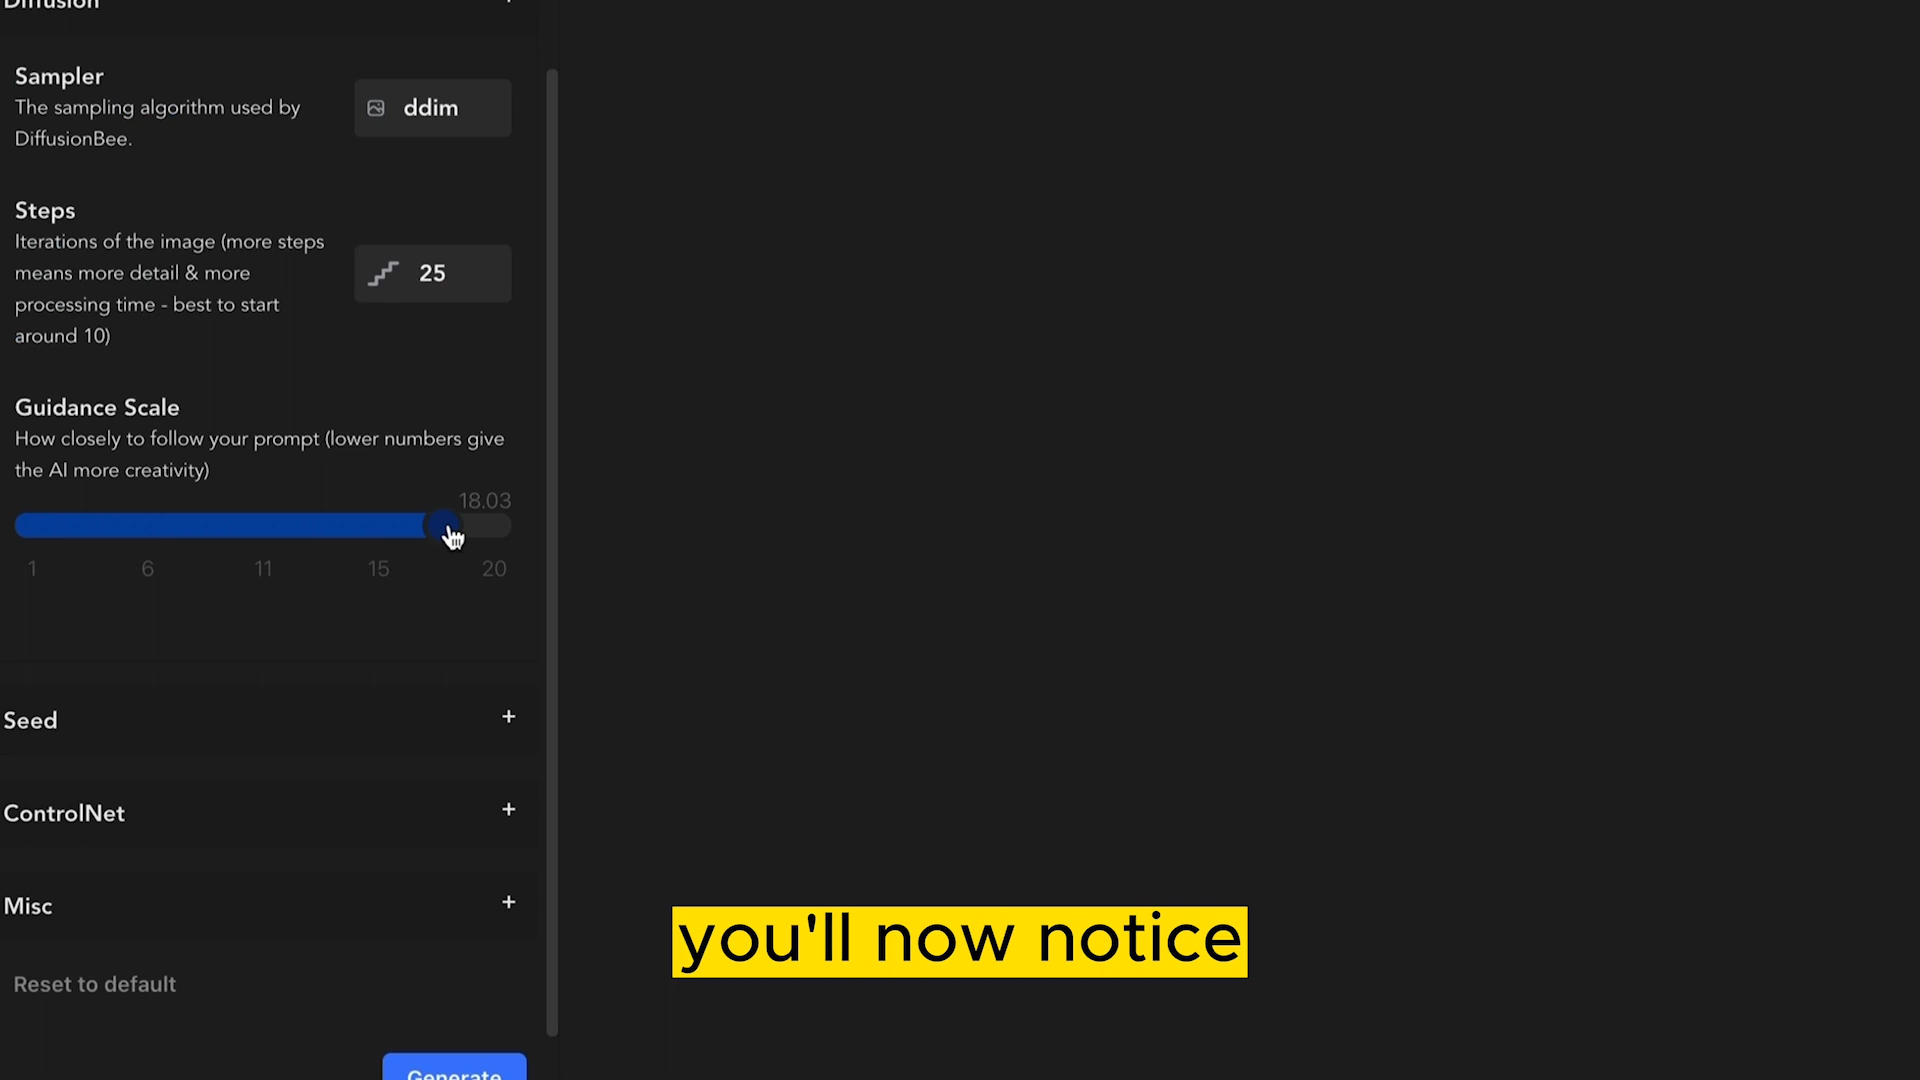 Diffusion
Sampler
The sampling algorithm used by
DiffusionBee.
ddim
Steps
Iterations of the image (more steps
means more detail & more
processing time - best to start
around 10)
25
Guidance Scale
How closely to follow your prompt (lower numbers give
the AI more creativity)
18.03
1 6 11 15 20
Seed +
ControlNet +
Misc +
you'll now notice
Reset to default
Generate